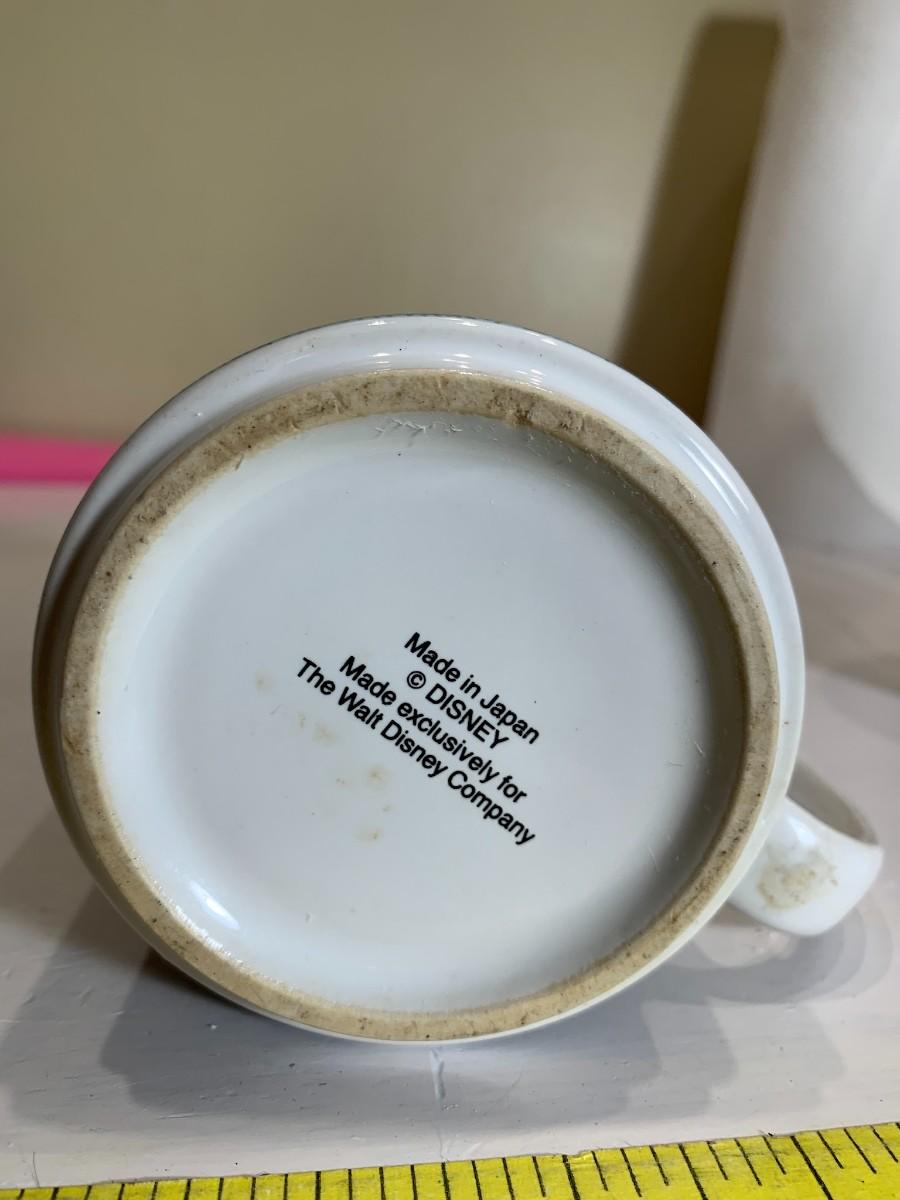 Made in Japan
© DISNEY
Made exclusively for
The Walt Disney Company